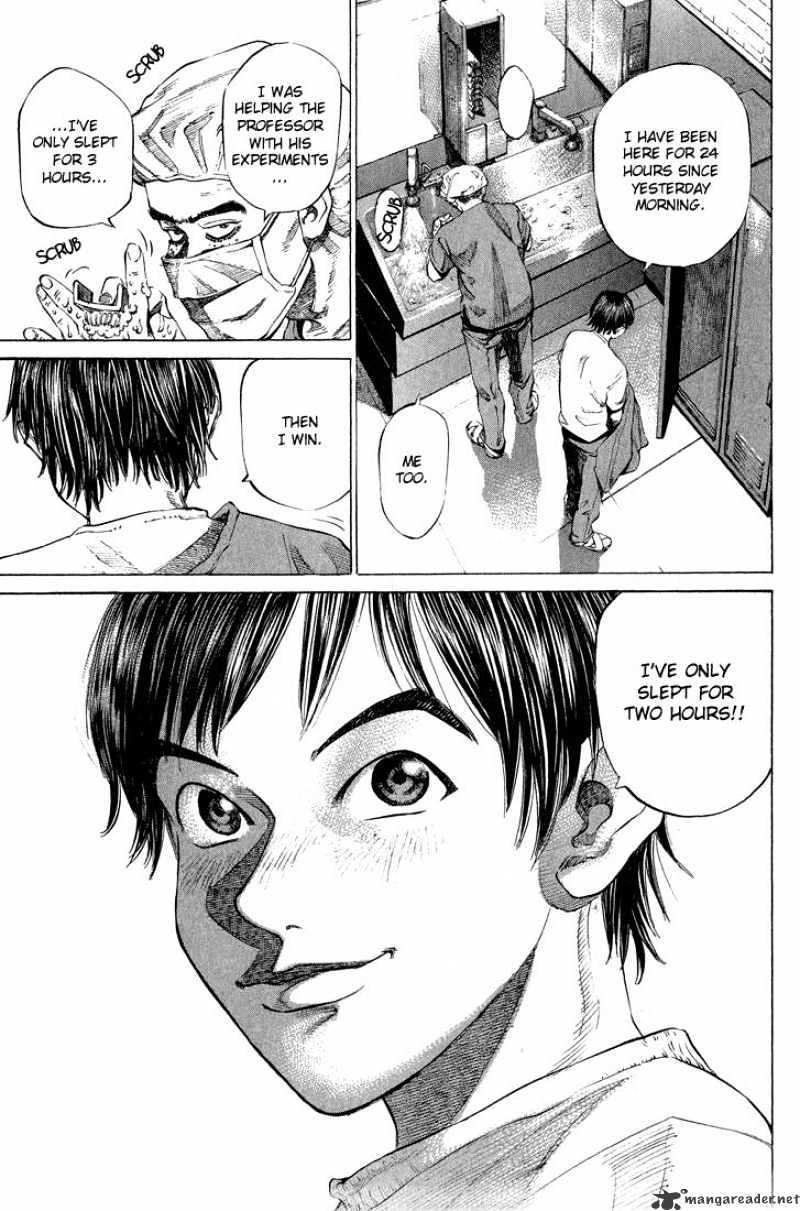 I HAVE BEEN
HERE FOR 24
HOURS SINCE
YESTERDAY
MORNING.
SCRUB
ME
TOO.
SCRUB
I WAS
HELPING THE
PROFESSOR
WITH HIS
EXPERIMENTS
...
...I'VE
ONLY SLEPT
FOR 3
HOURS...
SCRUB
THEN
I WIN.
I'VE ONLY
SLEPT FOR
TWO HOURS!!
mangareader.net